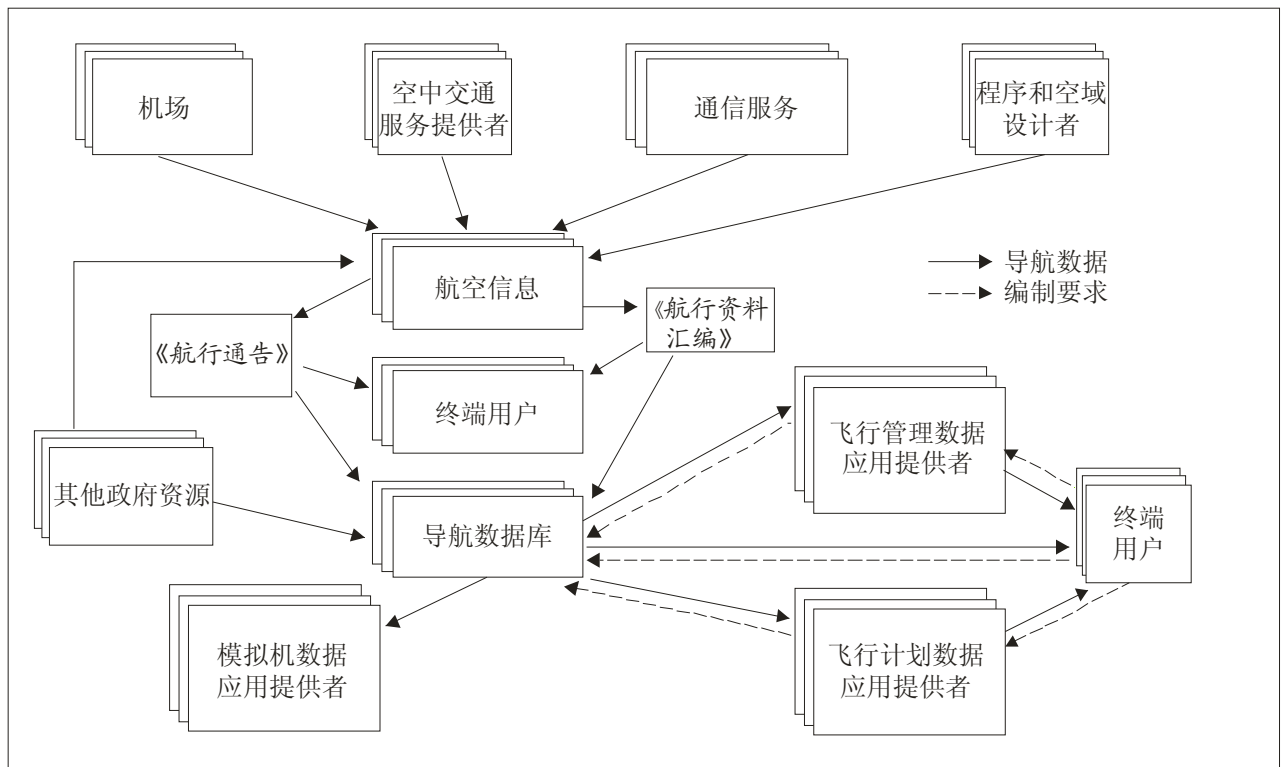 机场
空中交通
服务提供者
通信服务
程序和空域
设计者
航空信息
导航数据
编制要求
《航行资料
汇编》
《航行通告》
终端用户
飞行管理数据
应用提供者
其他政府资源
导航数据库
终端
用户
模拟机数据
应用提供者
飞行计划数据
应用提供者